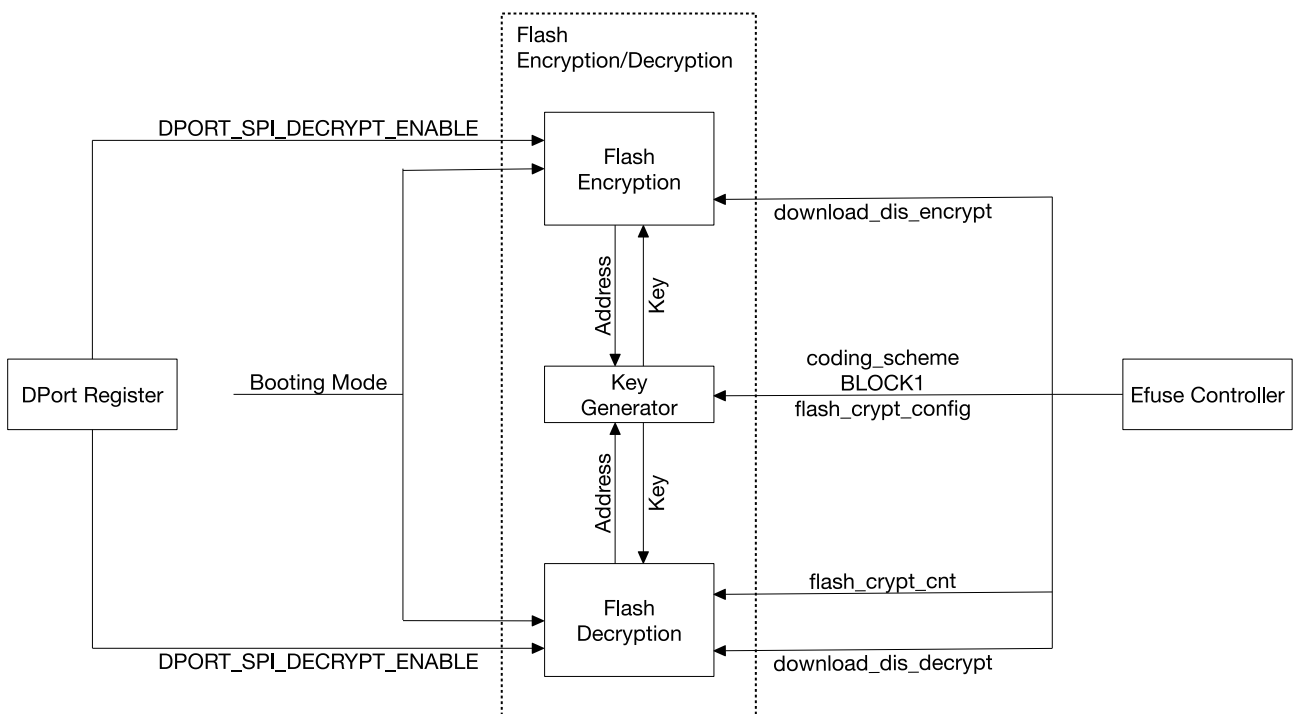 Flash
Encryption/Decryption
DPORT_SPI_DECRYPT_ENABLE
Flash
Encryption
download_dis_encrypt
Address
Key
DPort Register
Booting Mode
Key
Generator
coding_scheme
BLOCK1
flash_crypt_config
Efuse Controller
Address
Key
Flash
Decryption
flash_crypt_cnt
DPORT_SPI_DECRYPT_ENABLE
download_dis_decrypt